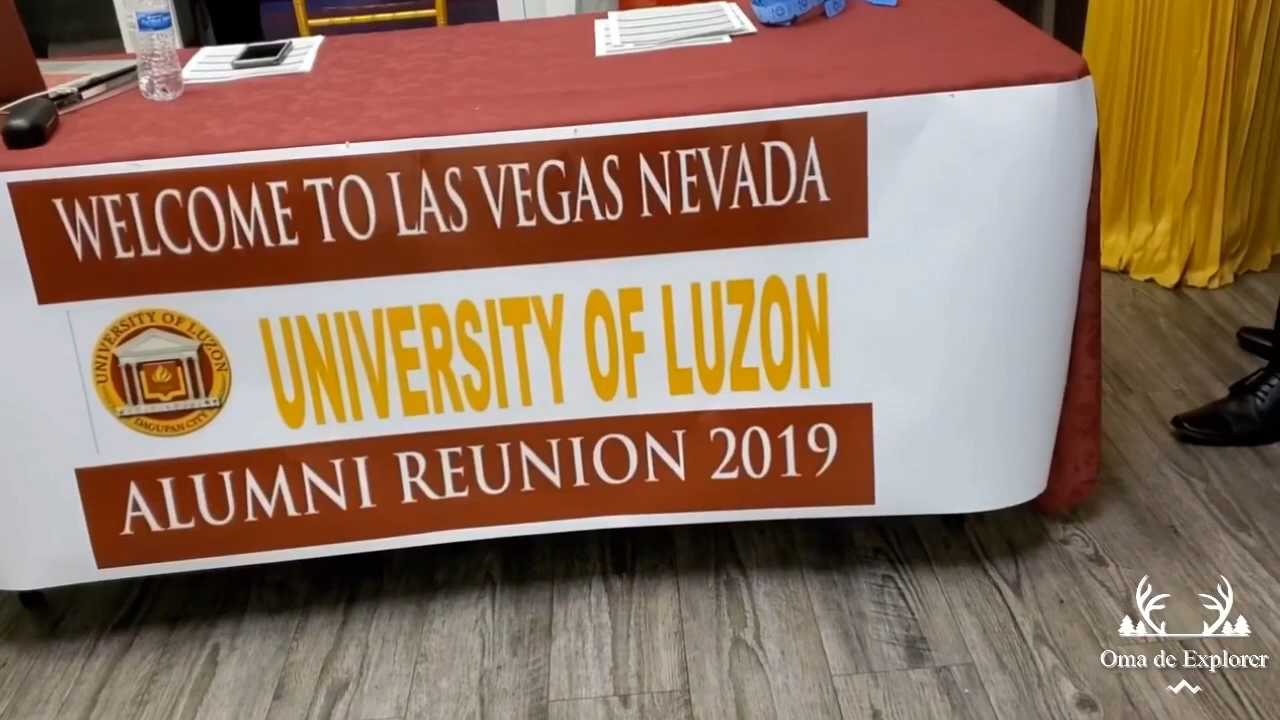 WELCOME TO LAS VEGAS NEVADA
UNIVERSITY OF LUZON
DAGUPAN CITY
UNIVERSITY OF LUZON
ALUMNI REUNION 2019
Oma de Explorer